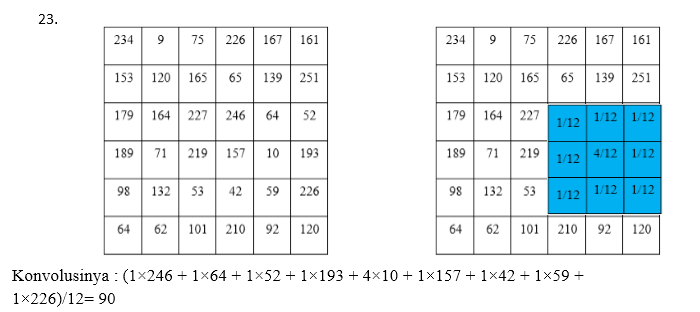 23.
234 9 75 226 167 161
153 120 165 65 139 251
179 164 227 246 64 52
189 71 219 157 10 193
98 132 53 42 59 226
64 62 101 210 92 120
234 9 75 226 167 161
153 120 165 65 139 251
179 164 227 1/12 1/12 1/12
189 71 219 1/12 4/12 1/12
98 132 53 1/12 1/12 1/12
64 62 101 210 92 120
Konvolusinya : (1×246 + 1×64 + 1×52 + 1×193 + 4×10 + 1×157 + 1×42 + 1×59 +
1×226)/12= 90